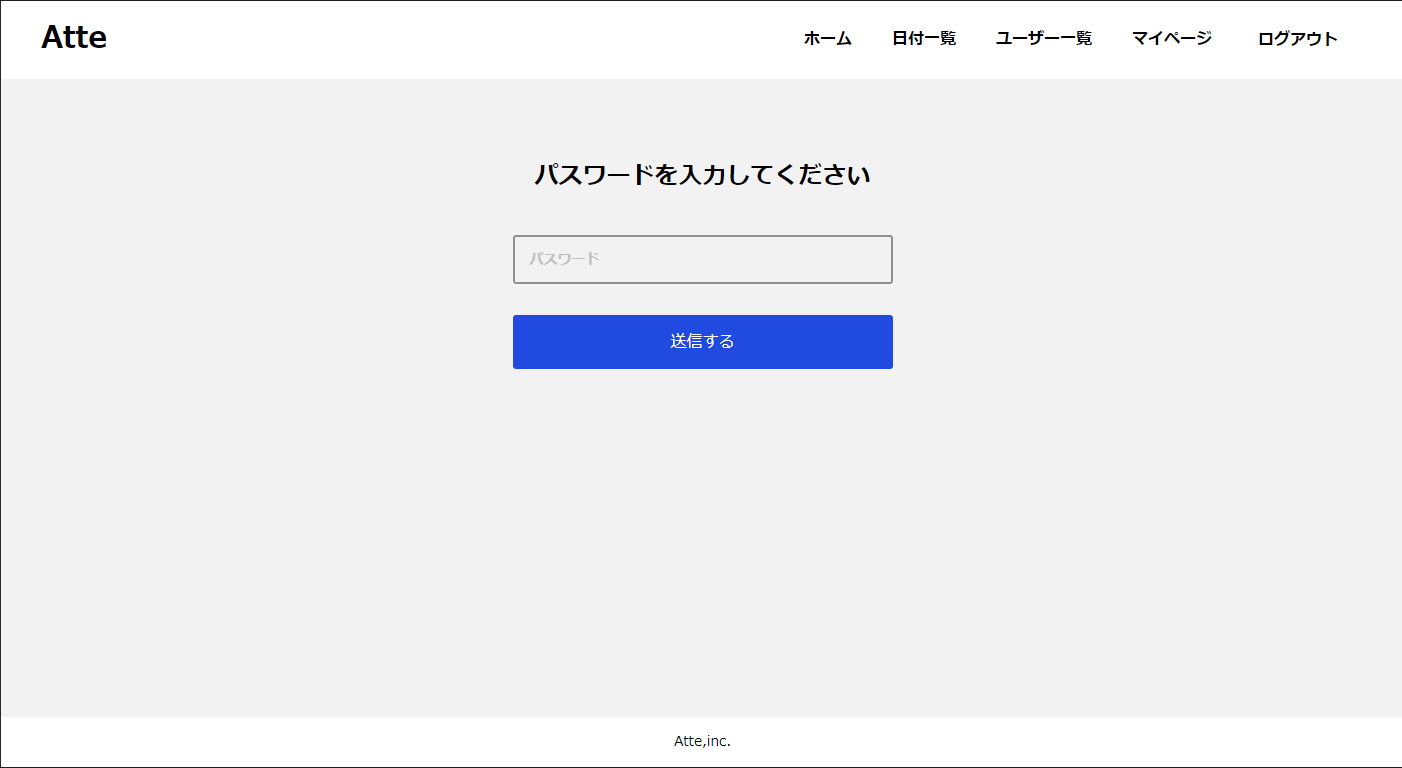 Atte
ホーム 日付一覧 ユーザー一覧 マイページ ログアウト
パスワードを入力してください
パスワード
送信する
Atte,inc.